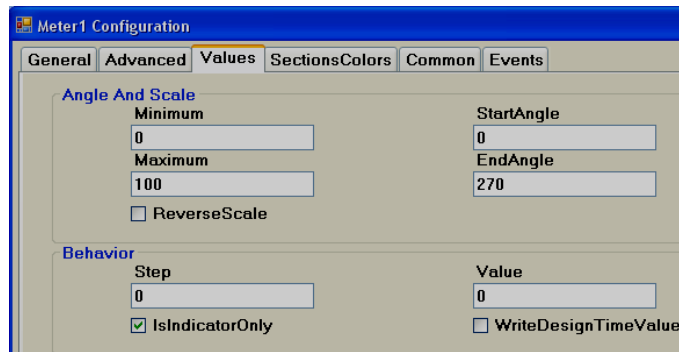 Meter1 Configuration
General Advanced Values SectionsColors Common Events
Angle And Scale
Minimum StartAngle
0 0
Maximum EndAngle
100 270
ReverseScale
Behavior
Step Value
0 0
IsIndicatorOnly WriteDesignTimeValue